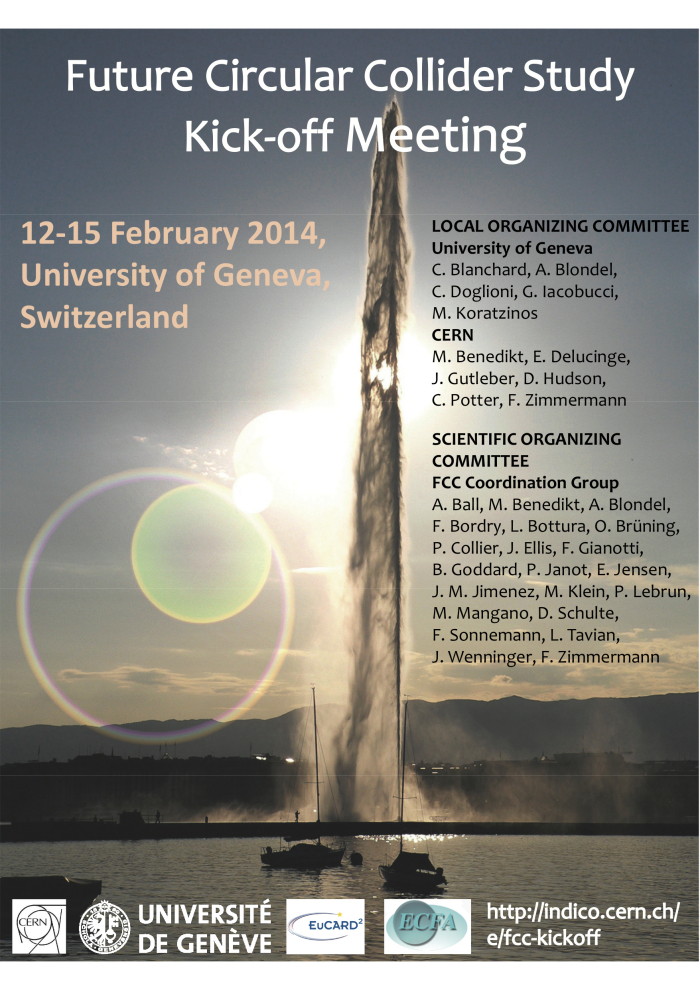 Future Circular Collider Study
Kick-off Meeting
12-15 February 2014,
University of Geneva,
Switzerland
LOCAL ORGANIZING COMMITTEE
University of Geneva
C. Blanchard, A. Blondel,
C. Doglioni, G. Iacobucci,
M. Koratzinos
CERN
M. Benedikt, E. Delucinge,
J. Gutleber, D. Hudson,
C. Potter, F. Zimmermann
SCIENTIFIC ORGANIZING
COMMITTEE
FCC Coordination Group
A. Ball, M. Benedikt, A. Blondel,
F. Bordry, L. Bottura, O. Brüning,
P. Collier, J. Ellis, F. Gianotti,
B. Goddard, P. Janot, E. Jensen,
J. M. Jimenez, M. Klein, P. Lebrun,
M. Mangano, D. Schulte,
F. Sonnemann, L. Tavian,
J. Wenninger, F. Zimmermann
CERN
UNIVERSITÉ
DE GENÈVE
EuCARD²
ECFA
http://indico.cern.ch/
e/fcc-kickoff